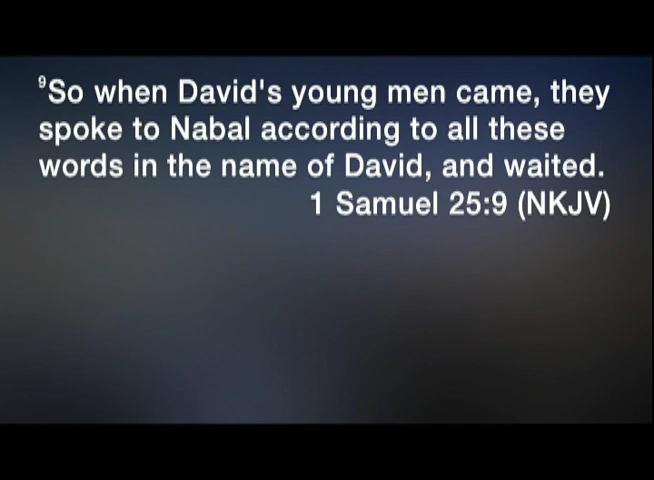 ⁹So when David's young men came, they
spoke to Nabal according to all these
words in the name of David, and waited.
1 Samuel 25:9 (NKJV)